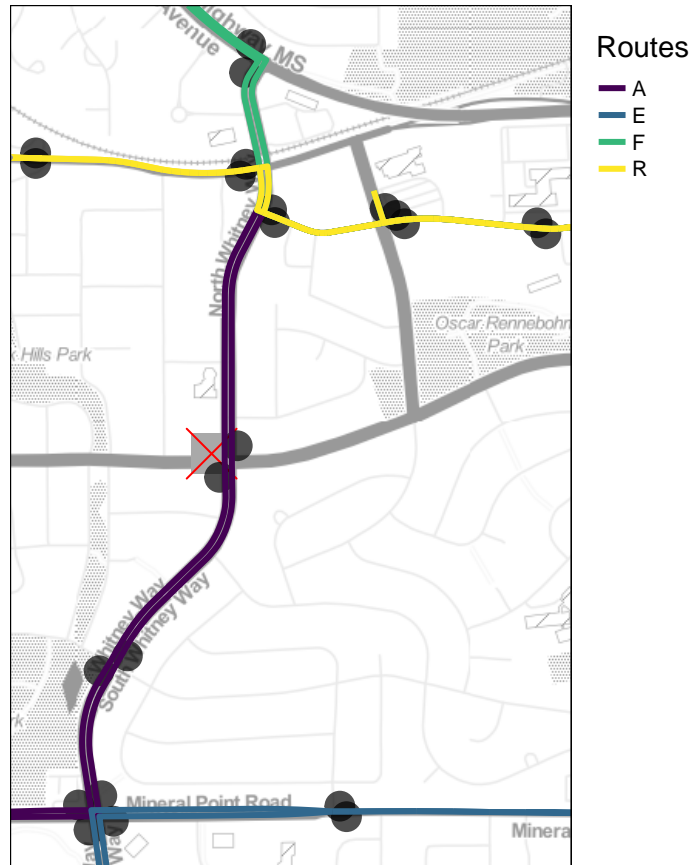 Highway MS
Avenue
Routes
A
E
F
R
North Whitney W
Oscar Rennebohm
Park
Hills Park
Whitney Way
South Whitney Way
Mineral Point Road
Minera
Way